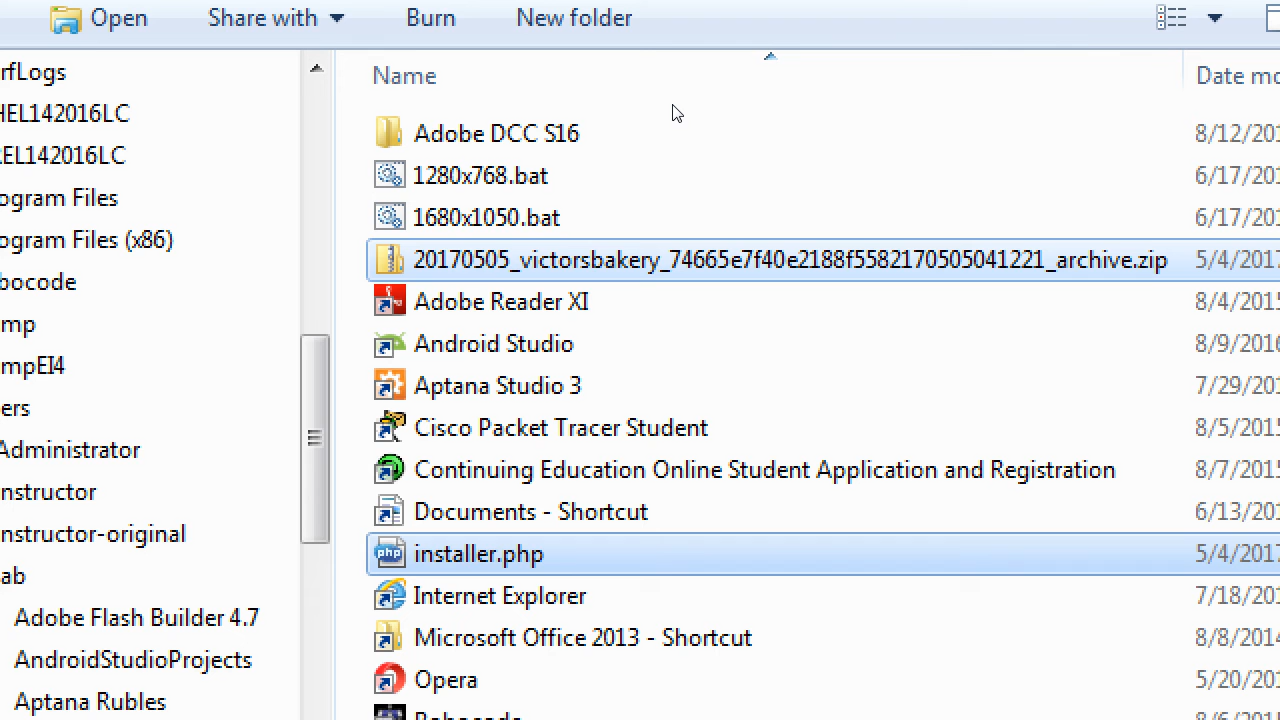 Open Share with Burn New folder
Name Date mo
rfLogs
HEL142016LC
EL142016LC
ogram Files
ogram Files (x86)
bocode
mp
mpEI4
ers
Administrator
nstructor
nstructor-original
ab
Adobe Flash Builder 4.7
AndroidStudioProjects
Aptana Rubles
Adobe DCC S16 8/12/201
1280x768.bat 6/17/201
1680x1050.bat 6/17/201
20170505_victorsbakery_74665e7f40e2188f5582170505041221_archive.zip 5/4/2017
Adobe Reader XI 8/4/2015
Android Studio 8/9/2016
Aptana Studio 3 7/29/201
Cisco Packet Tracer Student 8/5/2015
Continuing Education Online Student Application and Registration 8/7/2015
Documents - Shortcut 6/13/201
php installer.php 5/4/2017
Internet Explorer 7/18/201
Microsoft Office 2013 - Shortcut 8/8/2014
Opera 5/20/201